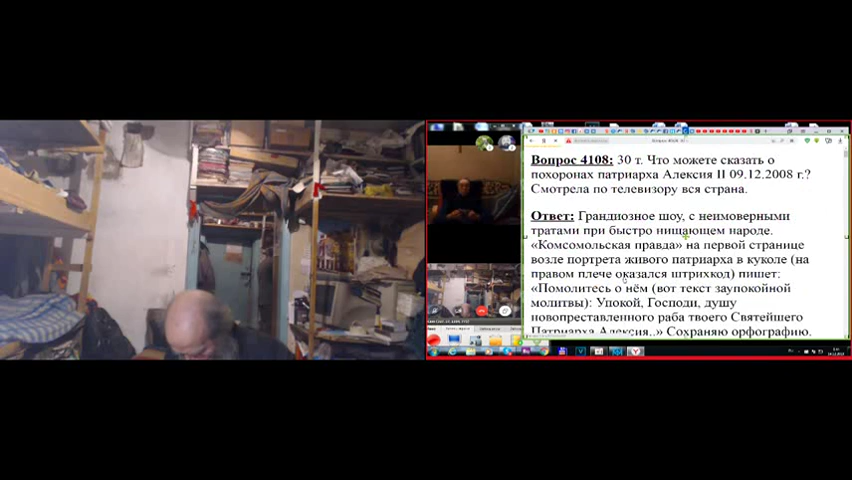 Вопрос 4108: 30 т. Что можете сказать о
похоронах патриарха Алексия II 09.12.2008 г.?
Смотрела по телевизору вся страна.
Ответ: Грандиозное шоу, с неимоверными
тратами при быстро нищающем народе.
«Комсомольская правда» на первой странице
возле портрета живого патриарха в куколе (на
правом плече оказался штрихкод) пишет:
«Помолитесь о нём (вот текст заупокойной
молитвы): Упокой, Господи, душу
новопреставленного раба твоего Святейшего
Патриарха Алексия..» Сохраняю орфографию.